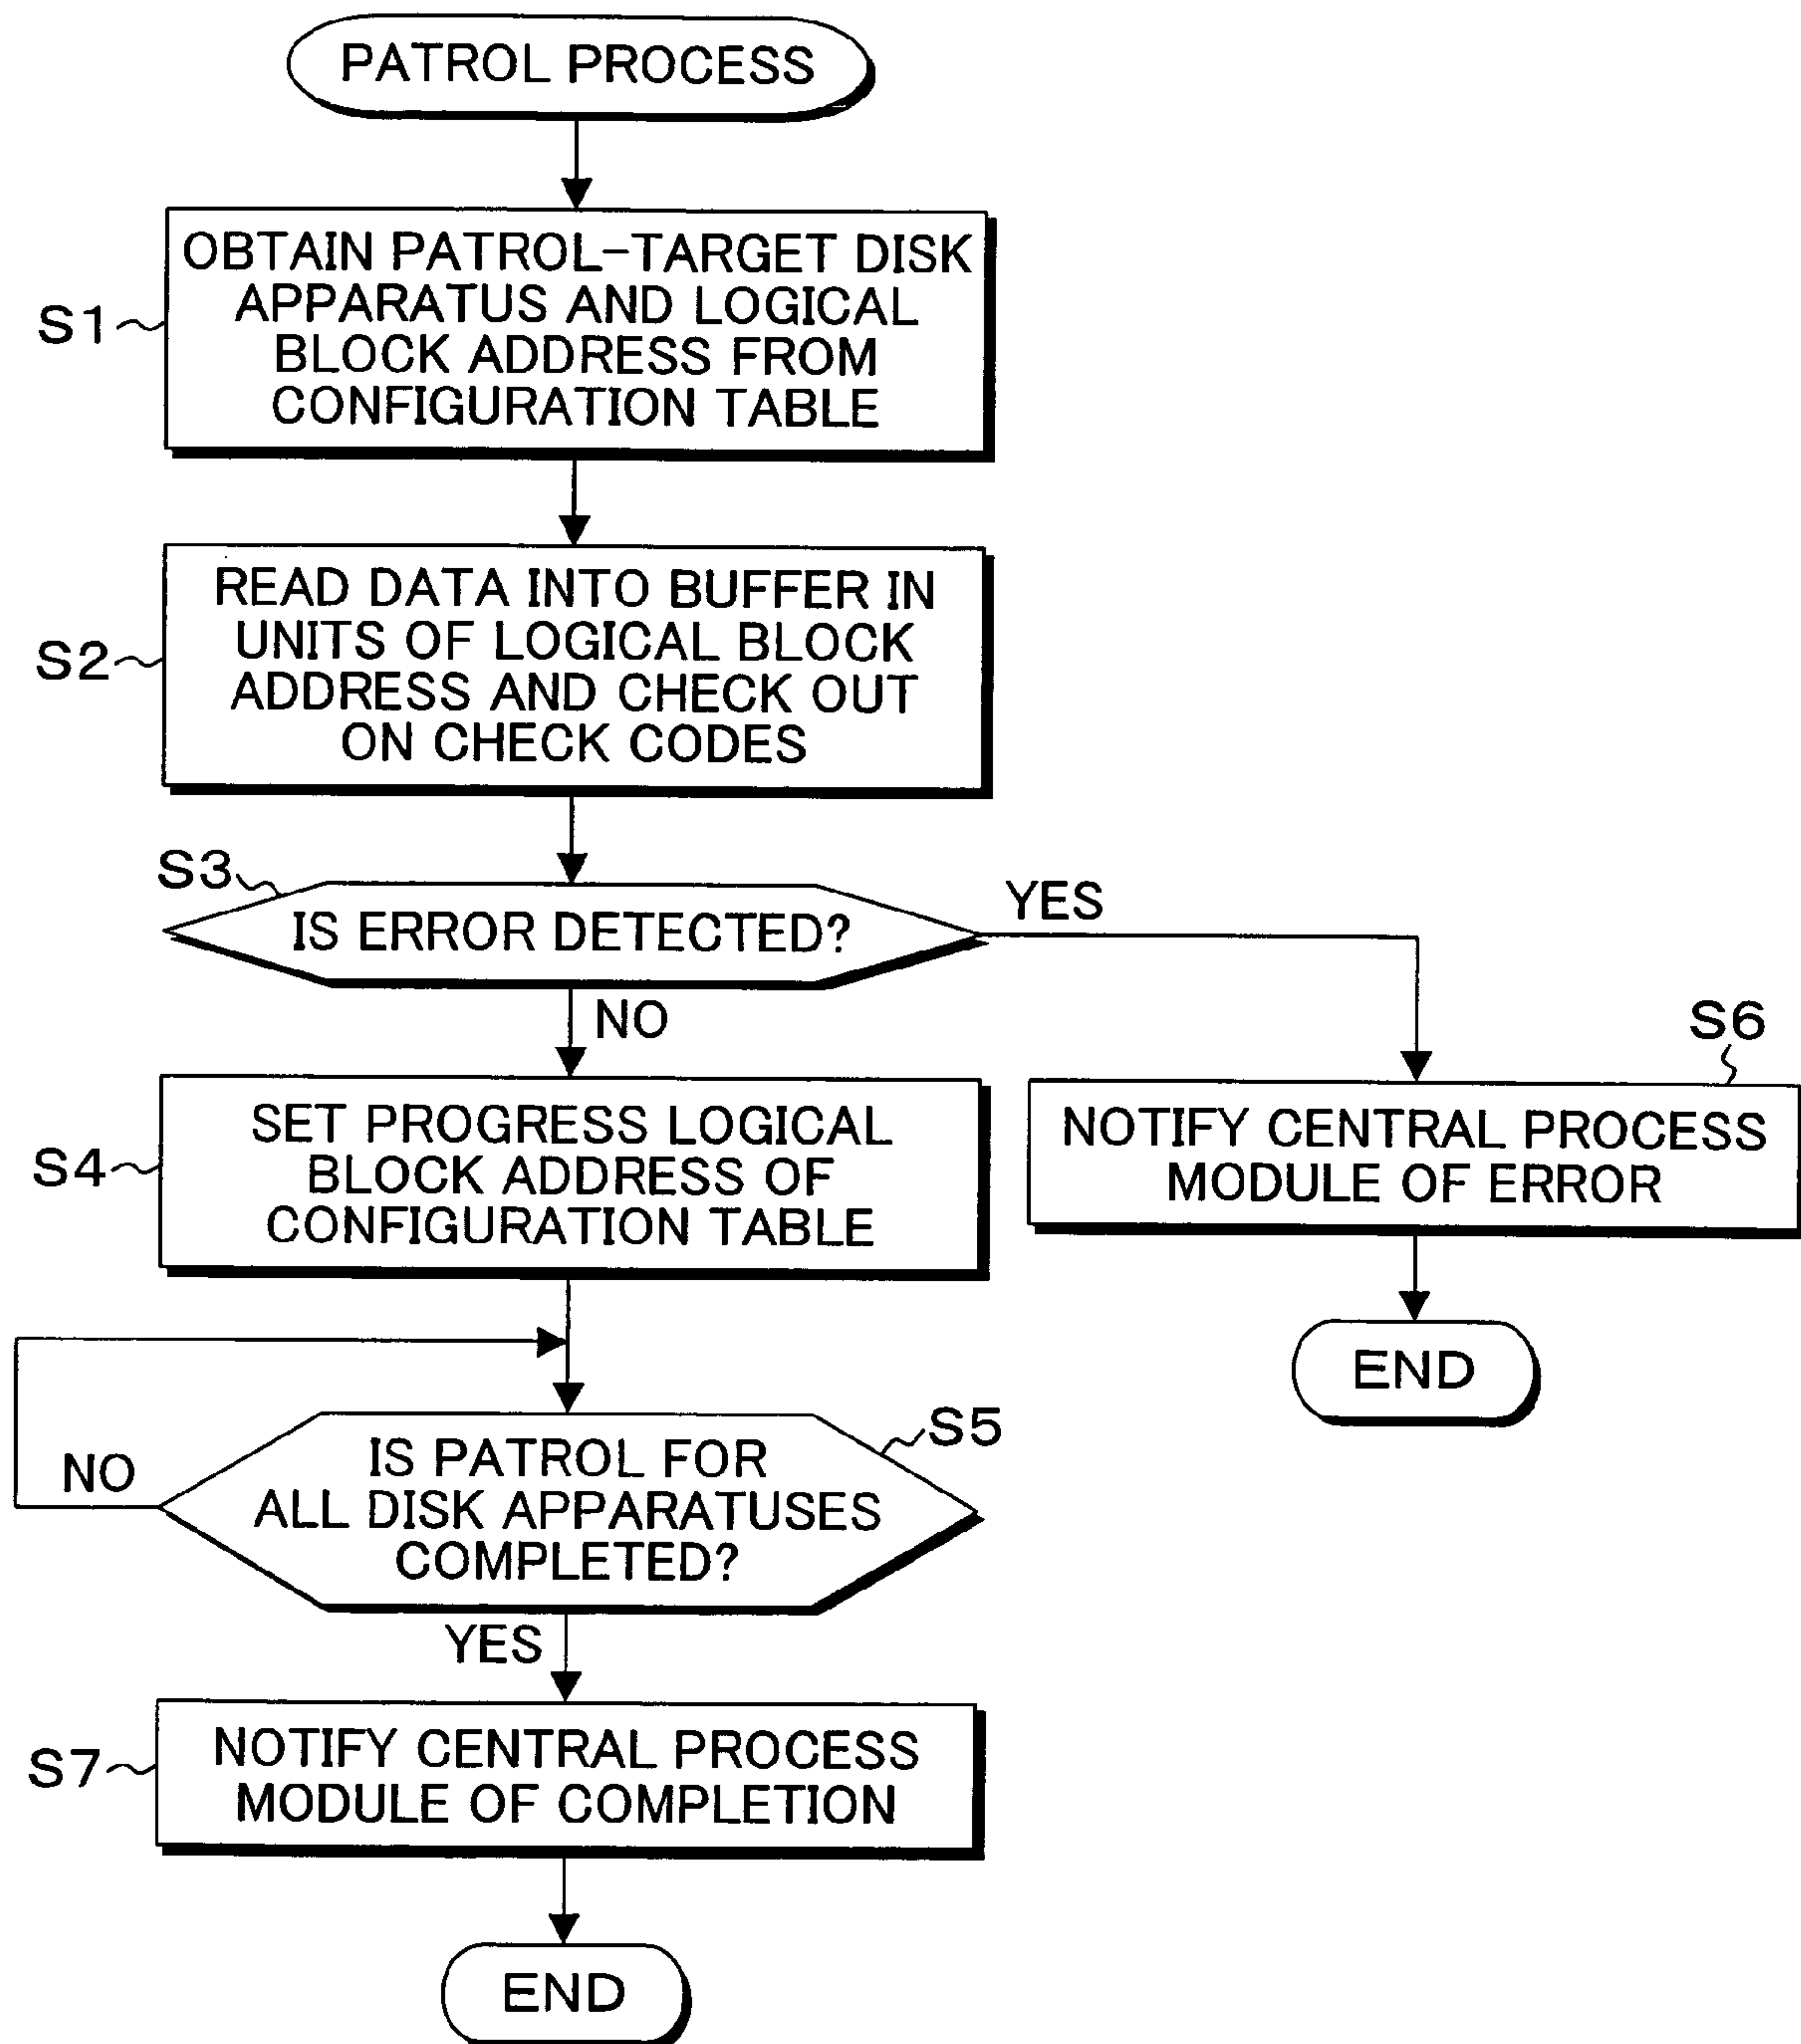 PATROL PROCESS
S1
OBTAIN PATROL-TARGET DISK
APPARATUS AND LOGICAL
BLOCK ADDRESS FROM
CONFIGURATION TABLE
S2
READ DATA INTO BUFFER IN
UNITS OF LOGICAL BLOCK
ADDRESS AND CHECK OUT
ON CHECK CODES
S3
IS ERROR DETECTED?
YES
NO
S4
SET PROGRESS LOGICAL
BLOCK ADDRESS OF
CONFIGURATION TABLE
S6
NOTIFY CENTRAL PROCESS
MODULE OF ERROR
END
S5
IS PATROL FOR
ALL DISK APPARATUSES
COMPLETED?
NO
YES
S7
NOTIFY CENTRAL PROCESS
MODULE OF COMPLETION
END